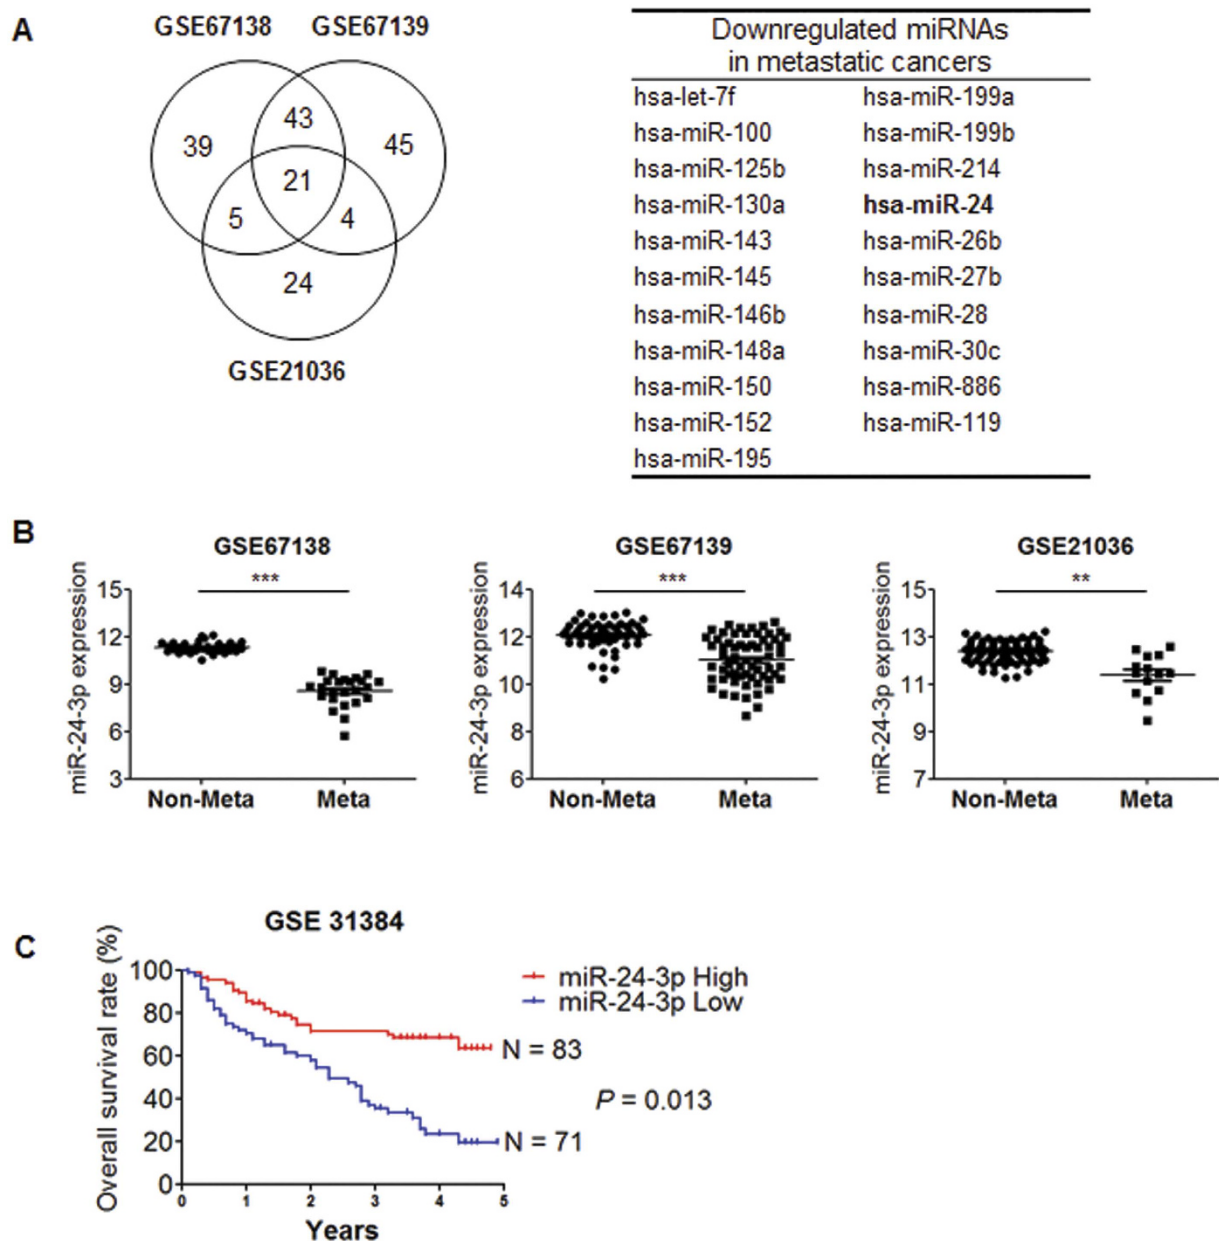 A
GSE67138 GSE67139
39
43
45
21
5
4
24
GSE21036
Downregulated miRNAs
in metastatic cancers
hsa-let-7f hsa-miR-199a
hsa-miR-100 hsa-miR-199b
hsa-miR-125b hsa-miR-214
hsa-miR-130a hsa-miR-24
hsa-miR-143 hsa-miR-26b
hsa-miR-145 hsa-miR-27b
hsa-miR-146b hsa-miR-28
hsa-miR-148a hsa-miR-30c
hsa-miR-150 hsa-miR-886
hsa-miR-152 hsa-miR-119
hsa-miR-195
B
GSE67138
***
miR-24-3p expression
15
12
9
6
3
Non-Meta Meta
GSE67139
***
miR-24-3p expression
14
12
10
8
6
Non-Meta Meta
GSE21036
**
miR-24-3p expression
15
13
11
9
7
Non-Meta Meta
C
GSE 31384
Overall survival rate (%)
100
80
60
40
20
0
0 1 2 3 4 5
Years
miR-24-3p High
miR-24-3p Low
N = 83
P = 0.013
N = 71